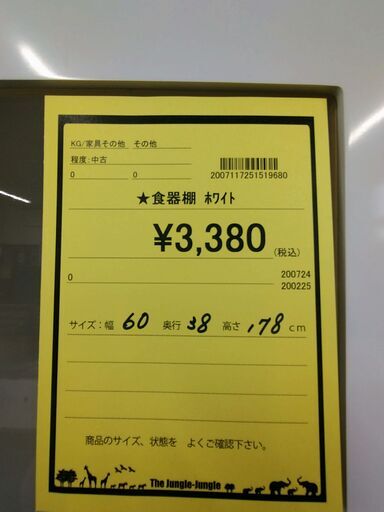 KG/家具その他 その他
程度:中古
0 0
2007117251519680
★食器棚 ホワイト
¥3,380(税込)
0 200724
200225
サイズ:幅 60 奥行 38 高さ 178 cm
商品のサイズ、状態を よくご確認下さい。
The Jungle-Jungle